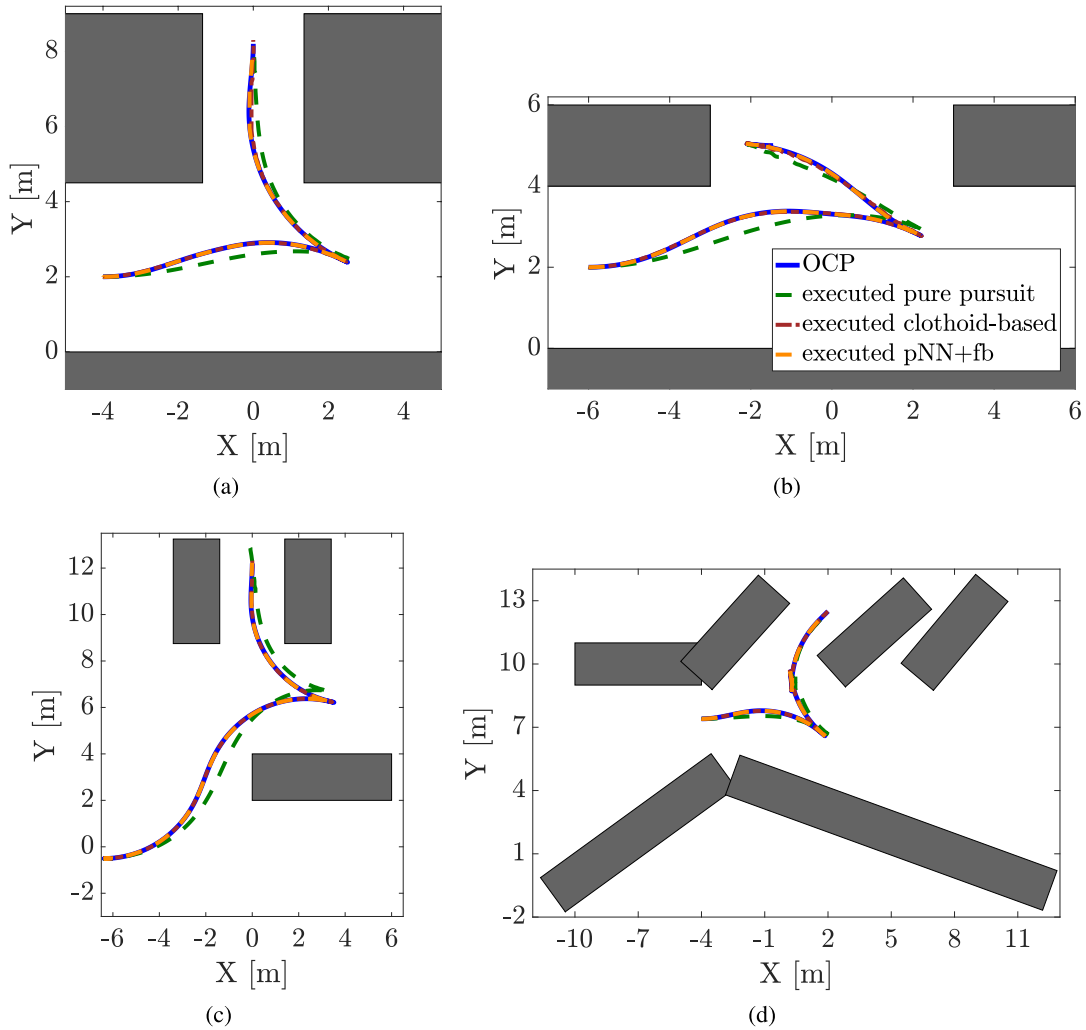 8
6
4
2
0
Y [m]
-4 -2 0 2 4
X [m]
(a)
6
4
2
0
Y [m]
OCP
executed pure pursuit
executed clothoid-based
executed pNN+fb
-6 -4 -2 0 2 4 6
X [m]
(b)
12
10
8
6
4
2
0
-2
Y [m]
-6 -4 -2 0 2 4 6
X [m]
(c)
13
10
7
4
1
-2
Y [m]
-10 -7 -4 -1 2 5 8 11
X [m]
(d)